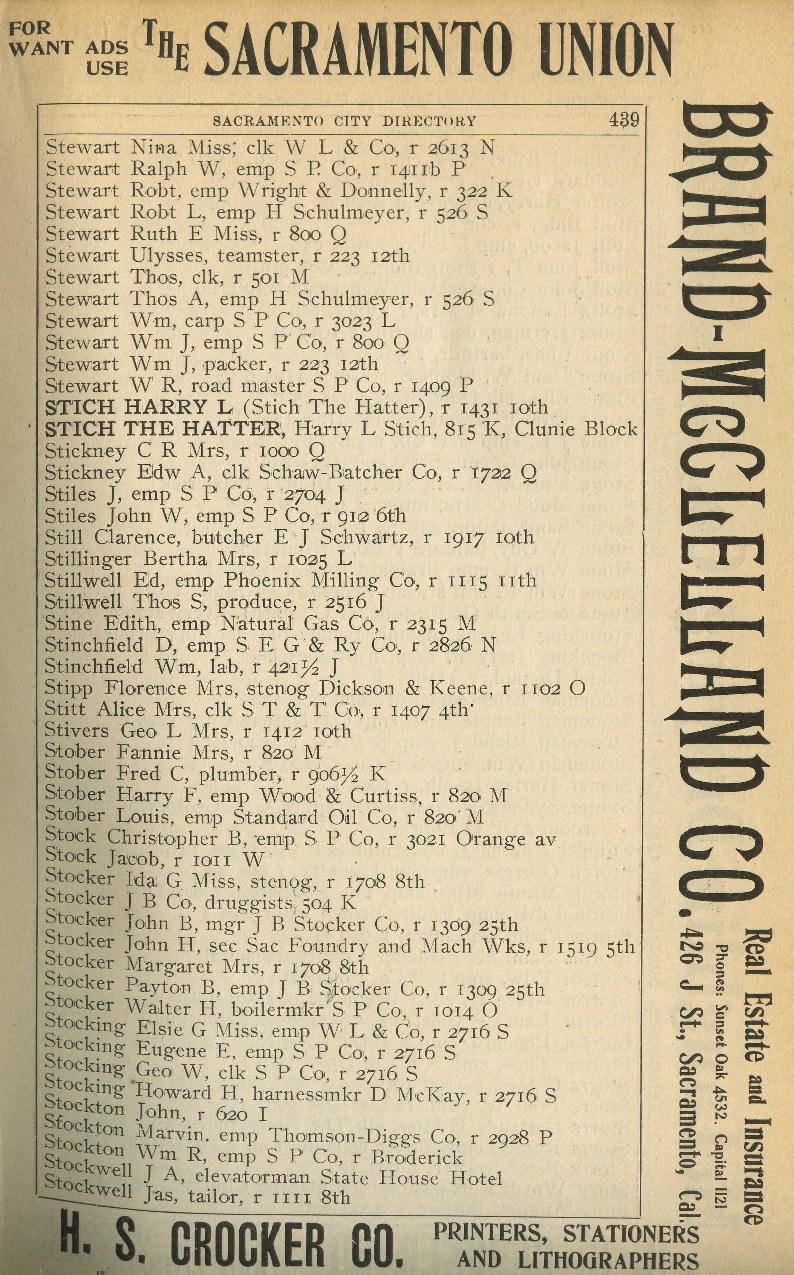 FOR
WANT ADS
USE
THE SACRAMENTO UNION
SACRAMENTO CITY DIRECTORY 439
Stewart Nina Miss, clk W L & Co, r 2613 N
Stewart Ralph W, emp S P Co, r 1411b P
Stewart Robt, emp Wright & Donnelly, r 322 K
Stewart Robt L, emp H Schulmeyer, r 526 S
Stewart Ruth E Miss, r 800 Q
Stewart Ulysses, teamster, r 223 12th
Stewart Thos, clk, r 501 M
Stewart Thos A, emp H Schulmeyer, r 526 S
Stewart Wm, carp S P Co, r 3023 L
Stewart Wm J, emp S P Co, r 800 Q
Stewart Wm J, packer, r 223 12th
Stewart W R, road master S P Co, r 1409 P
STICH HARRY L (Stich The Hatter), r 1431 10th
STICH THE HATTER, Harry L Stich, 815 K, Clunie Block
Stickney C R Mrs, r 1000 Q
Stickney Edw A, clk Schaw-Batcher Co, r 1722 Q
Stiles J, emp S P Co, r 2704 J
Stiles John W, emp S P Co, r 912 6th
Still Clarence, butcher E J Schwartz, r 1917 10th
Stillinger Bertha Mrs, r 1025 L
Stillwell Ed, emp Phoenix Milling Co, r 1115 11th
Stillwell Thos S, produce, r 2516 J
Stine Edith, emp Natural Gas Co, r 2315 M
Stinchfield D, emp S E G & Ry Co, r 2826 N
Stinchfield Wm, lab, r 421½ J
Stipp Florence Mrs, stenog Dickson & Keene, r 1102 O
Stitt Alice Mrs, clk S T & T Co, r 1407 4th
Stivers Geo L Mrs, r 1412 10th
Stober Fannie Mrs, r 820 M
Stober Fred C, plumber, r 906½ K
Stober Harry F, emp Wood & Curtiss, r 820 M
Stober Louis, emp Standard Oil Co, r 820 M
Stock Christopher B, emp S P Co, r 3021 Orange av
Stock Jacob, r 1011 W
Stocker Ida G Miss, stenog, r 1708 8th
Stocker J B Co, druggists, 504 K
Stocker John B, mgr J B Stocker Co, r 1309 25th
Stocker John H, sec Sac Foundry and Mach Wks, r 1519 5th
Stocker Margaret Mrs, r 1708 8th
Stocker Payton B, emp J B Stocker Co, r 1309 25th
Stocker Walter H, boilermkr S P Co, r 1014 O
Stocking Elsie G Miss, emp W L & Co, r 2716 S
Stocking Eugene E, emp S P Co, r 2716 S
Stocking Geo W, clk S P Co, r 2716 S
Stocking Howard H, harnessmkr D McKay, r 2716 S
Stockton John, r 620 I
Stockton Marvin, emp Thomson-Diggs Co, r 2928 P
Stockton Wm R, emp S P Co, r Broderick
Stockwell J A, elevatorman State House Hotel
Stockwell Jas, tailor, r 1111 8th
BRAND-McCLELLAND CO.
Real Estate and Insurance
Phones: Sunset Oak 4532. Capital 1121
426 J St., Sacramento, Cal.
H. S. CROCKER CO.
PRINTERS, STATIONERS
AND LITHOGRAPHERS